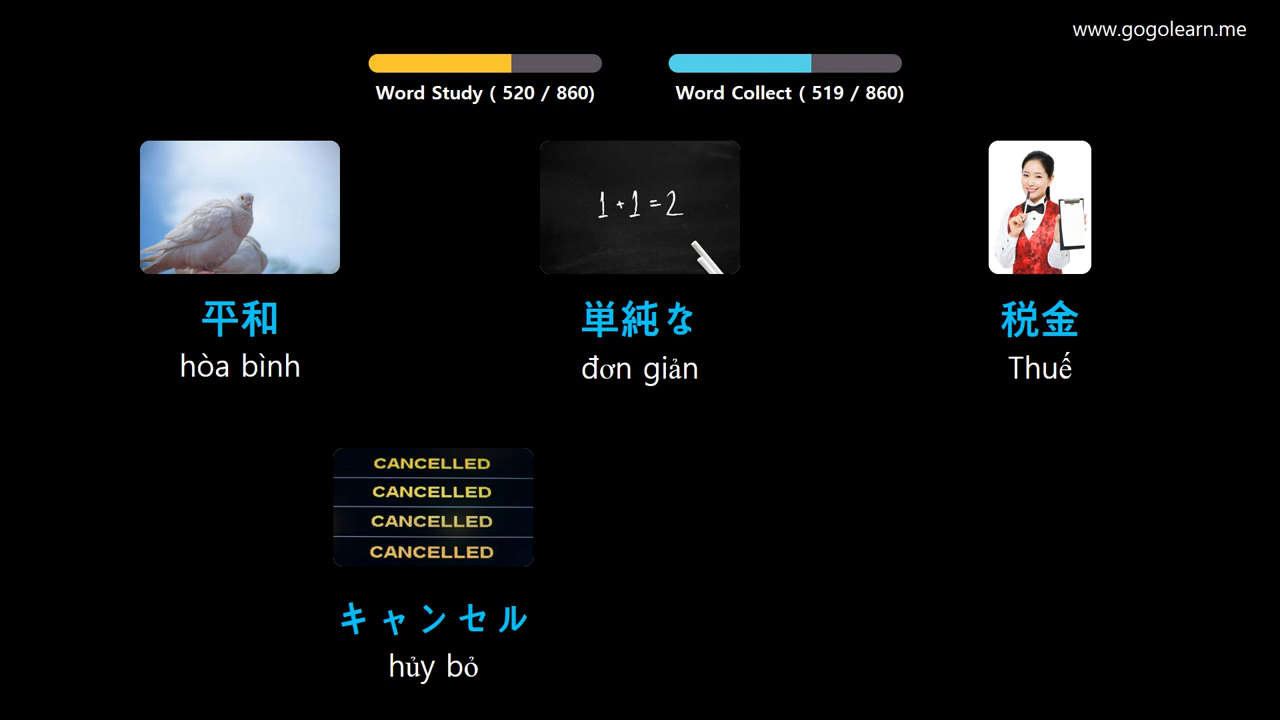 www.gogolearn.me
Word Study ( 520 / 860)
Word Collect ( 519 / 860)
1+1=2
平和
hòa bình
単純な
đơn giản
税金
Thuế
CANCELLED
CANCELLED
CANCELLED
CANCELLED
キャンセル
hủy bỏ